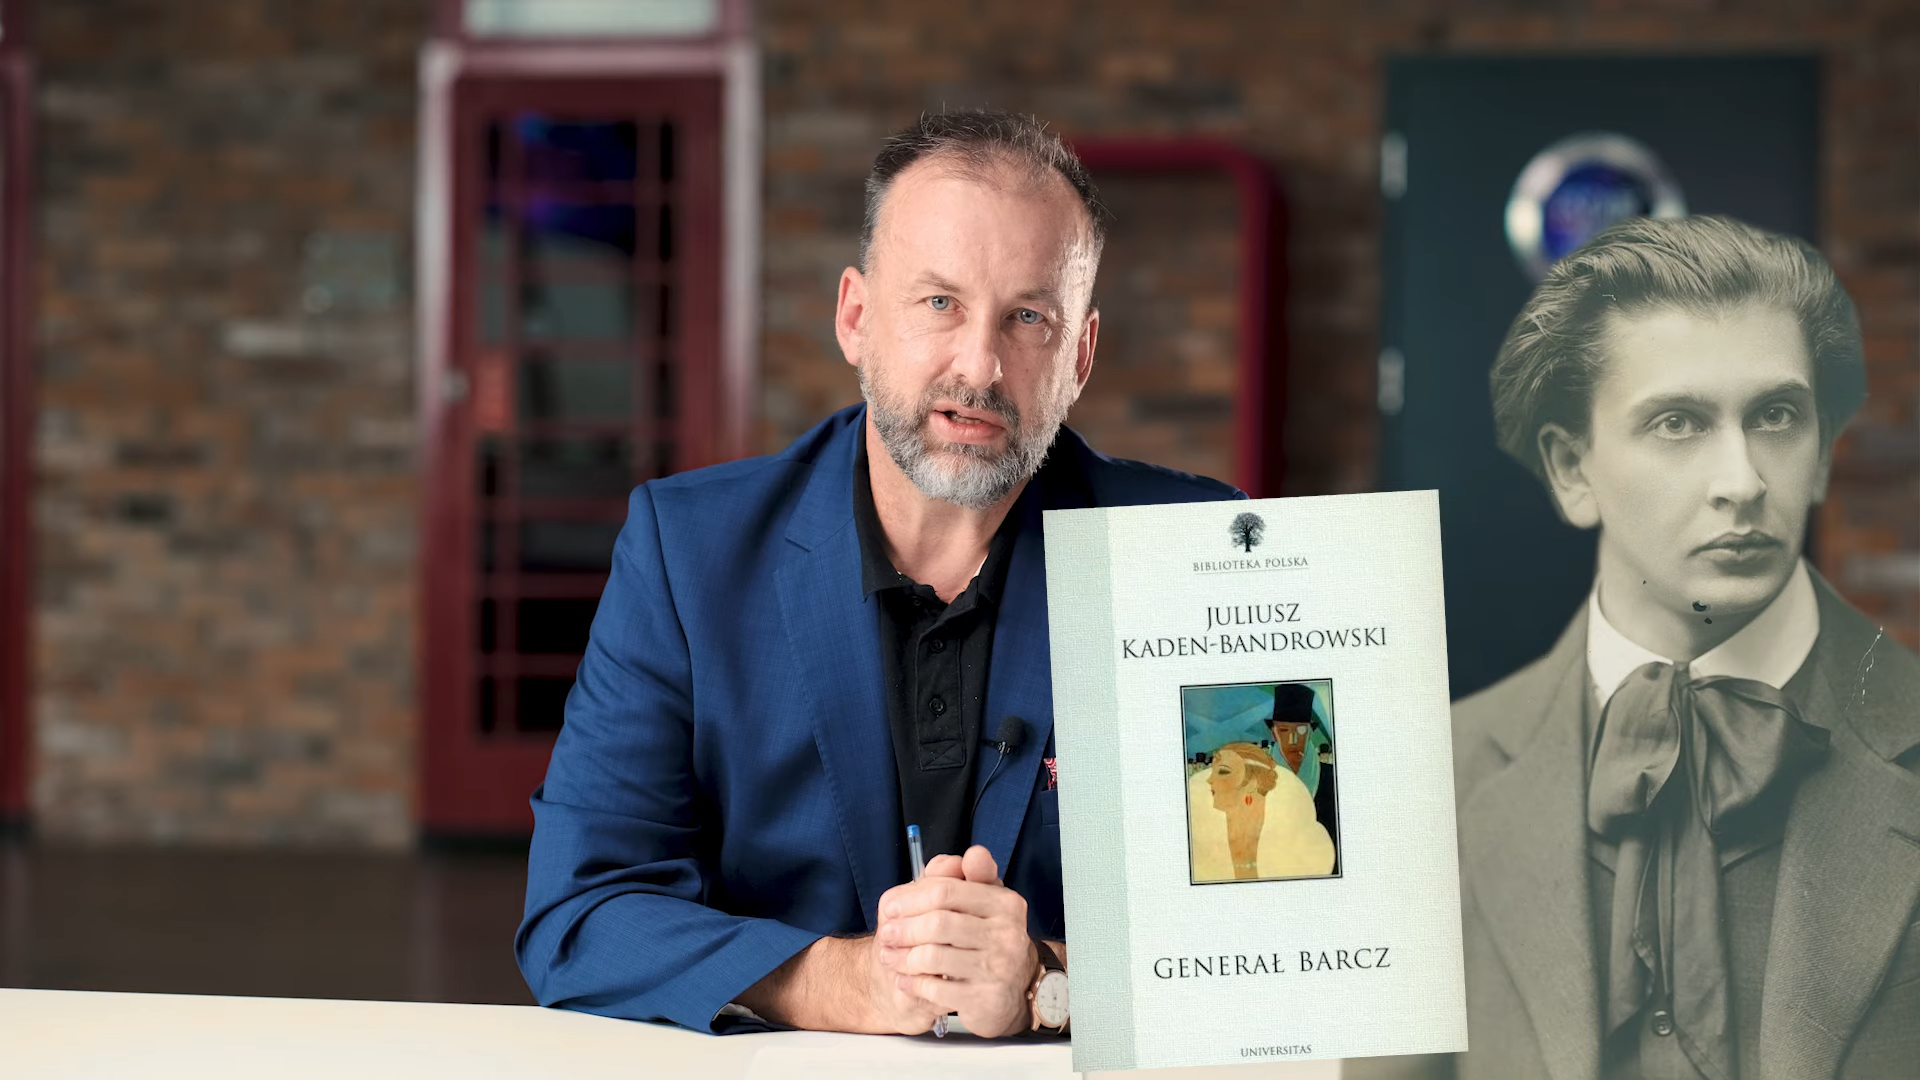 BIBLIOTEKA POLSKA
JULIUSZ
KADEN-BANDROWSKI
GENERAŁ BARCZ
UNIVERSITAS